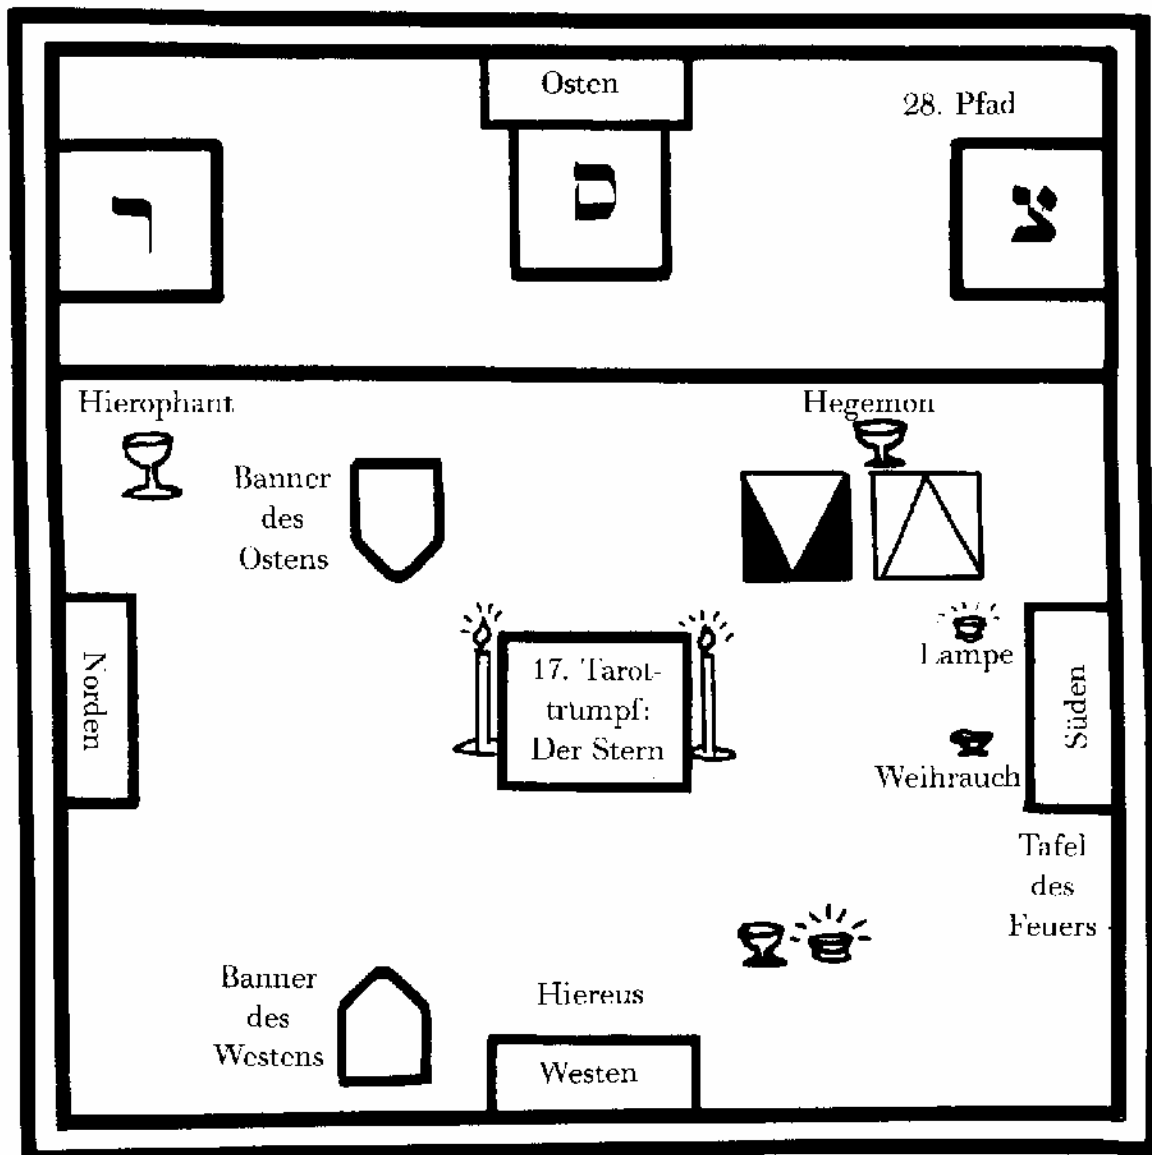 Osten
28. Pfad
ר
ס
צ
Hierophant
Hegemon
Banner
des
Ostens
Norden
17. Tarot-
trumpf:
Der Stern
Lampe
Weihrauch
Süden
Tafel
des
Feuers
Banner
des
Westens
Hiereus
Westen